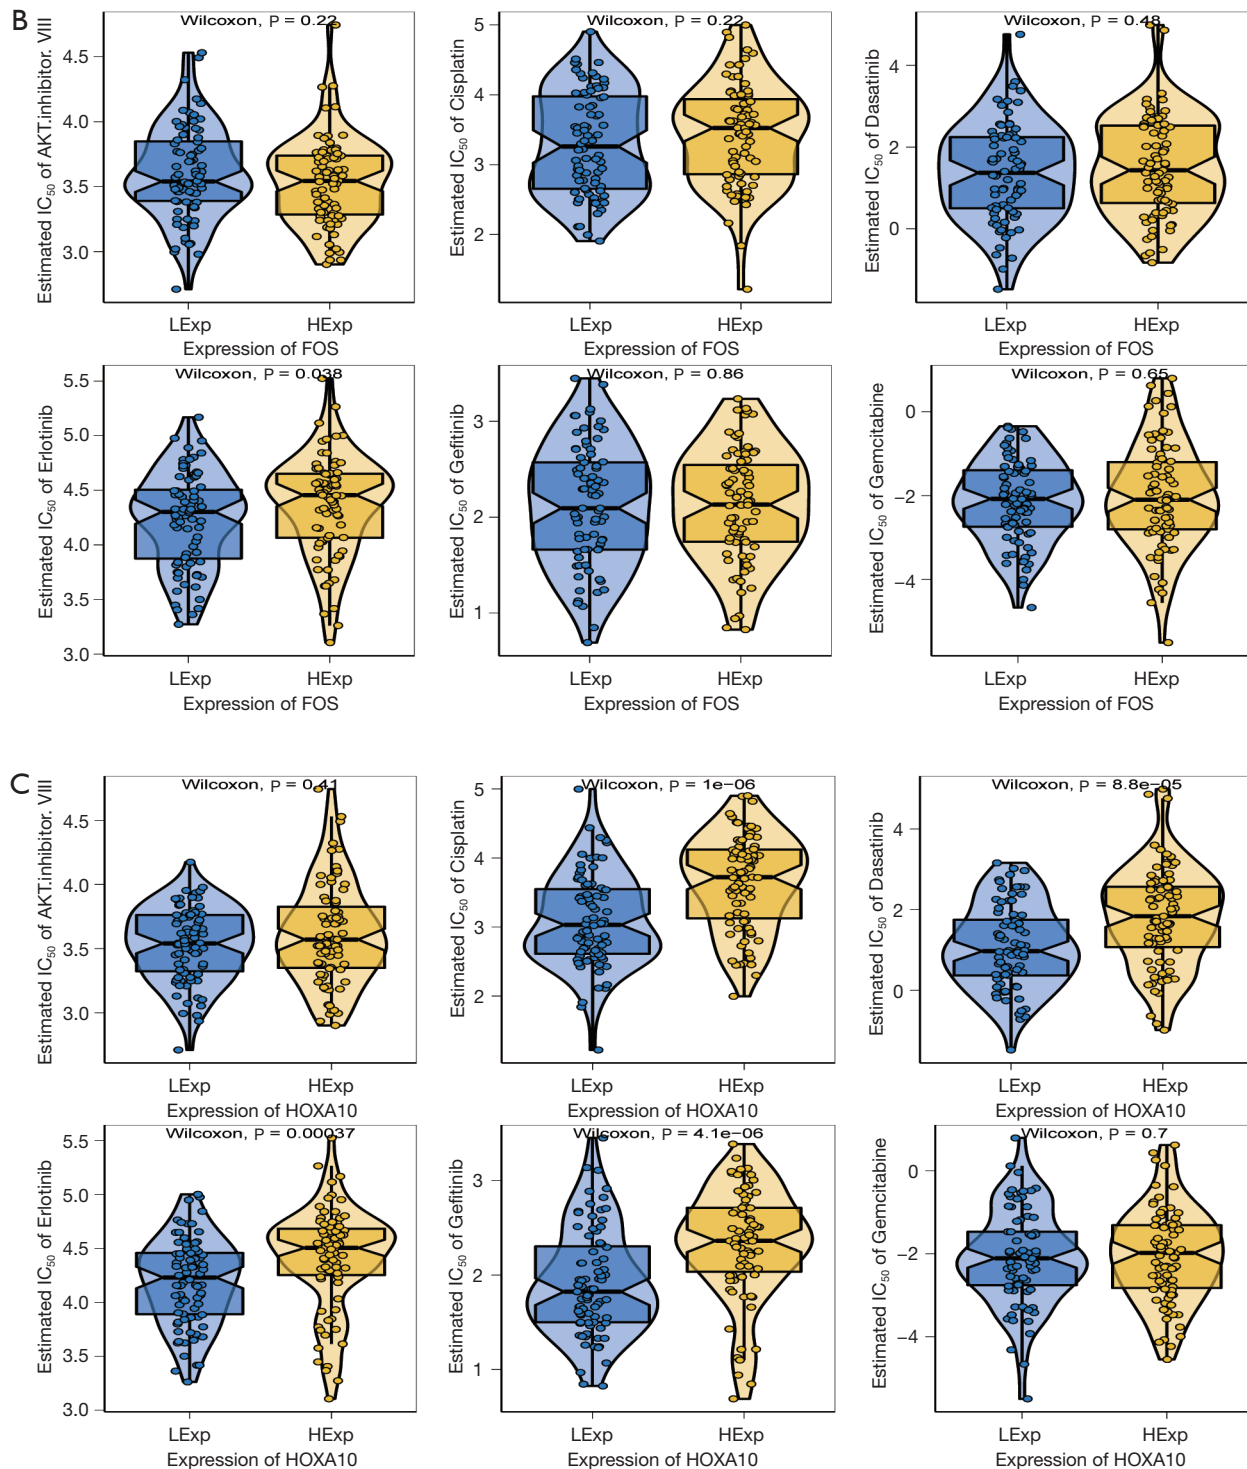 B
Wilcoxon, P = 0.22
Estimated IC50 of AKT.inhibitor. VIII
4.5
4.0
3.5
3.0
LExp HExp
Expression of FOS
Wilcoxon, P = 0.22
Estimated IC50 of Cisplatin
5
4
3
2
LExp HExp
Expression of FOS
Wilcoxon, P = 0.48
Estimated IC50 of Dasatinib
4
2
0
LExp HExp
Expression of FOS
Wilcoxon, P = 0.038
Estimated IC50 of Erlotinib
5.5
5.0
4.5
4.0
3.5
3.0
LExp HExp
Expression of FOS
Wilcoxon, P = 0.86
Estimated IC50 of Gefitinib
3
2
1
LExp HExp
Expression of FOS
Wilcoxon, P = 0.65
Estimated IC50 of Gemcitabine
0
−2
−4
LExp HExp
Expression of FOS
C
Wilcoxon, P = 0.41
Estimated IC50 of AKT.inhibitor. VIII
4.5
4.0
3.5
3.0
LExp HExp
Expression of HOXA10
Wilcoxon, P = 1e−06
Estimated IC50 of Cisplatin
5
4
3
2
LExp HExp
Expression of HOXA10
Wilcoxon, P = 8.8e−05
Estimated IC50 of Dasatinib
4
2
0
LExp HExp
Expression of HOXA10
Wilcoxon, P = 0.00037
Estimated IC50 of Erlotinib
5.5
5.0
4.5
4.0
3.5
3.0
LExp HExp
Expression of HOXA10
Wilcoxon, P = 4.1e−06
Estimated IC50 of Gefitinib
3
2
1
LExp HExp
Expression of HOXA10
Wilcoxon, P = 0.7
Estimated IC50 of Gemcitabine
0
−2
−4
LExp HExp
Expression of HOXA10